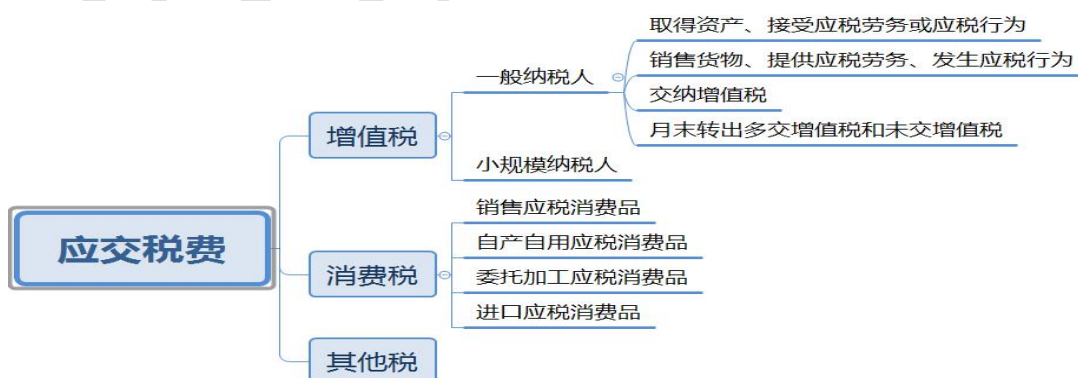 取得资产、接受应税劳务或应税行为
销售货物、提供应税劳务、发生应税行为
一般纳税人
交纳增值税
增值税
月末转出多交增值税和未交增值税
小规模纳税人
销售应税消费品
应交税费
自产自用应税消费品
消费税
委托加工应税消费品
进口应税消费品
其他税